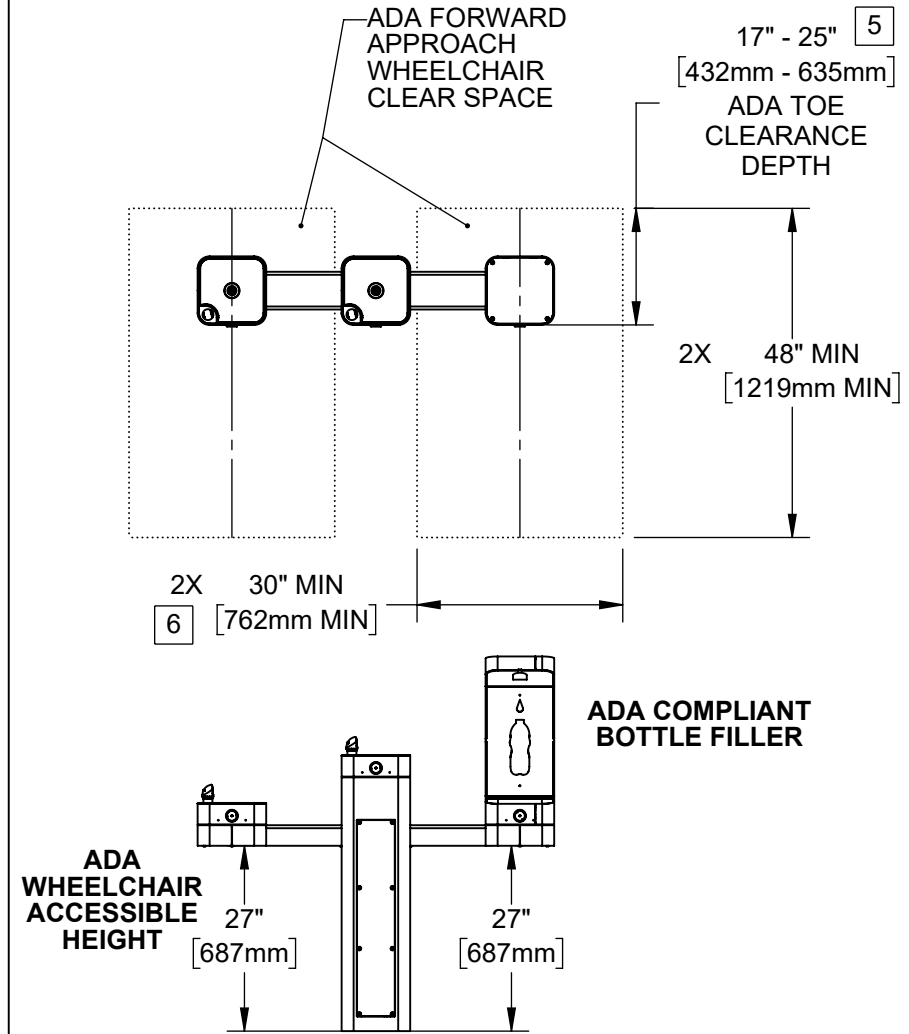 ADA FORWARD
APPROACH
WHEELCHAIR
CLEAR SPACE
17" - 25" 5
[432mm - 635mm]
ADA TOE
CLEARANCE
DEPTH
2X 48" MIN
[1219mm MIN]
2X 30" MIN
6 [762mm MIN]
ADA COMPLIANT
BOTTLE FILLER
ADA
WHEELCHAIR
ACCESSIBLE
HEIGHT
27"
[687mm]
27"
[687mm]